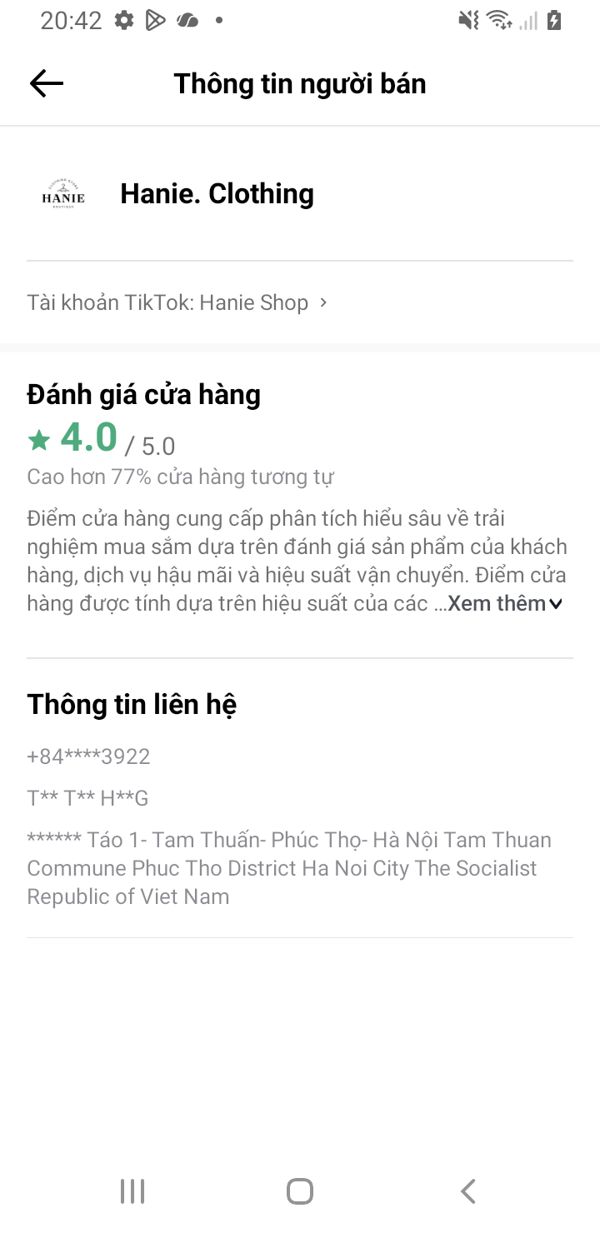 20:42
Thông tin người bán
HANIE
Hanie. Clothing
Tài khoản TikTok: Hanie Shop
Đánh giá cửa hàng
4.0 / 5.0
Cao hơn 77% cửa hàng tương tự
Điểm cửa hàng cung cấp phân tích hiểu sâu về trải
nghiệm mua sắm dựa trên đánh giá sản phẩm của khách
hàng, dịch vụ hậu mãi và hiệu suất vận chuyển. Điểm cửa
hàng được tính dựa trên hiệu suất của các ...Xem thêm
Thông tin liên hệ
+84****3922
T** T** H**G
****** Táo 1- Tam Thuấn- Phúc Thọ- Hà Nội Tam Thuan
Commune Phuc Tho District Ha Noi City The Socialist
Republic of Viet Nam